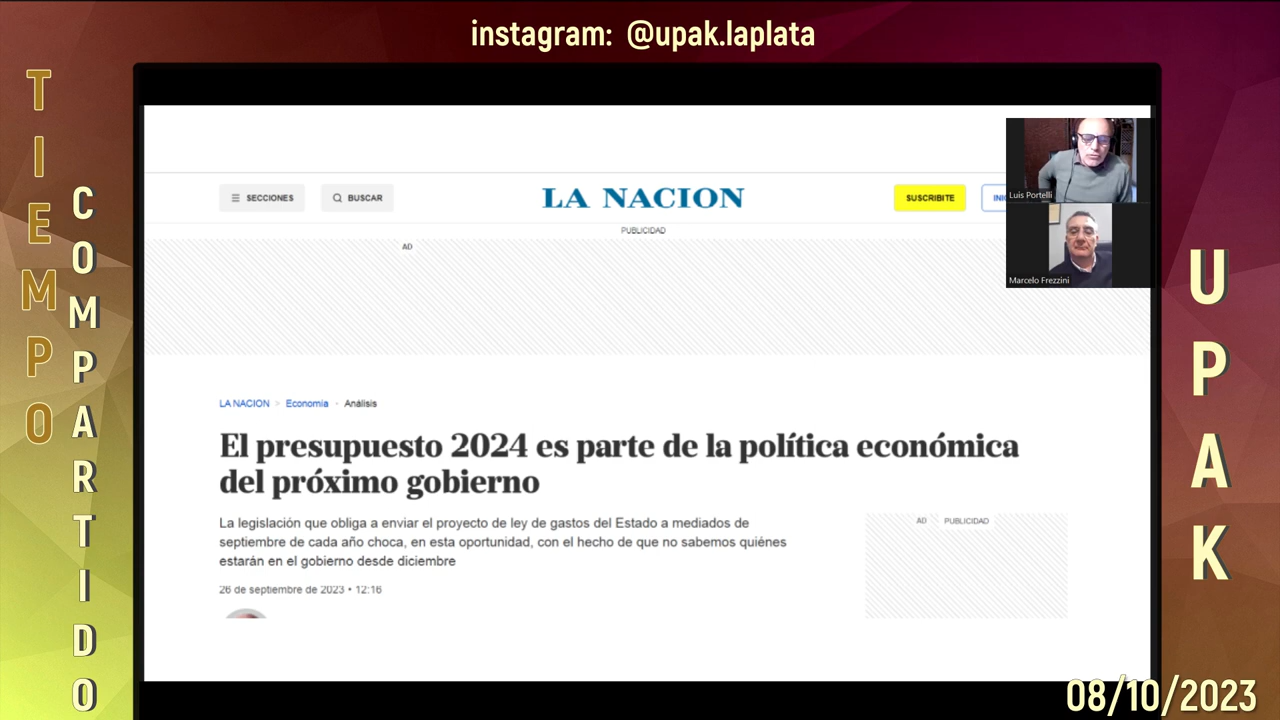 instagram: @upak.laplata
TIEMPO
COMPARTIDO
SECCIONES
BUSCAR
LA NACION
SUSCRIBITE
PUBLICIDAD
AD
Luis Portelli
Marcelo Frezzini
LA NACION > Economía • Análisis
El presupuesto 2024 es parte de la política económica
del próximo gobierno
La legislación que obliga a enviar el proyecto de ley de gastos del Estado a mediados de
septiembre de cada año choca, en esta oportunidad, con el hecho de que no sabemos quiénes
estarán en el gobierno desde diciembre
26 de septiembre de 2023 • 12:16
AD PUBLICIDAD
UPAK
08/10/2023